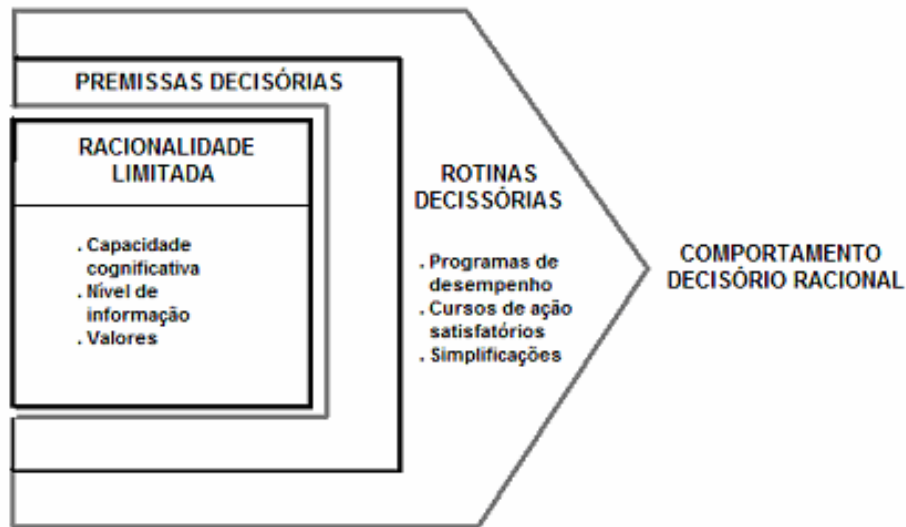 PREMISSAS DECISÓRIAS
RACIONALIDADE
LIMITADA
. Capacidade
cognificativa
. Nível de
informação
. Valores
ROTINAS
DECISSÓRIAS
. Programas de
desempenho
. Cursos de ação
satisfatórios
. Simplificações
COMPORTAMENTO
DECISÓRIO RACIONAL